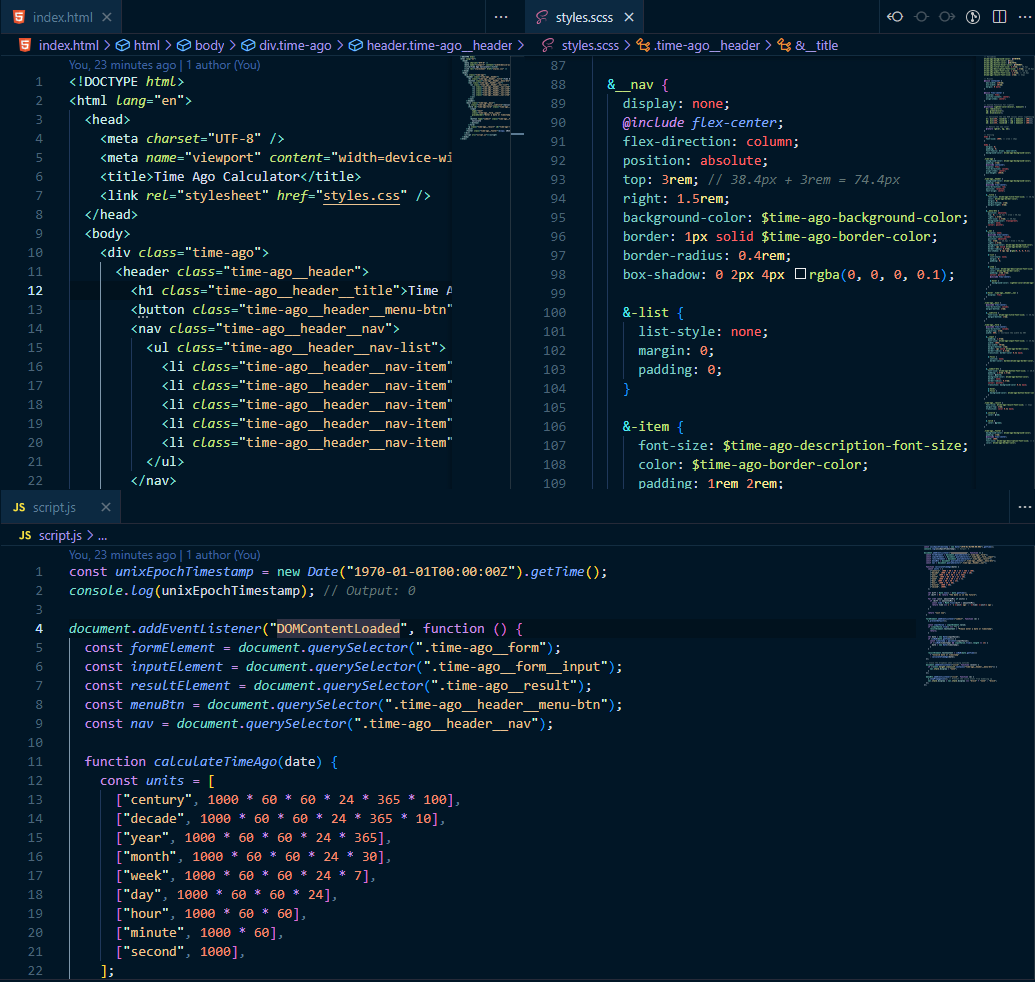 index.html
index.html > html > body > div.time-ago > header.time-ago__header >
You, 23 minutes ago | 1 author (You)
1 <!DOCTYPE html>
2 <html lang="en">
3 <head>
4 <meta charset="UTF-8" />
5 <meta name="viewport" content="width=device-wi
6 <title>Time Ago Calculator</title>
7 <link rel="stylesheet" href="styles.css" />
8 </head>
9 <body>
10 <div class="time-ago">
11 <header class="time-ago__header">
12 <h1 class="time-ago__header__title">Time A
13 <button class="time-ago__header__menu-btn"
14 <nav class="time-ago__header__nav">
15 <ul class="time-ago__header__nav-list">
16 <li class="time-ago__header__nav-item"
17 <li class="time-ago__header__nav-item"
18 <li class="time-ago__header__nav-item"
19 <li class="time-ago__header__nav-item"
20 <li class="time-ago__header__nav-item"
21 </ul>
22 </nav>
styles.scss
styles.scss > .time-ago__header > &__title
87
88 &__nav {
89 display: none;
90 @include flex-center;
91 flex-direction: column;
92 position: absolute;
93 top: 3rem; // 38.4px + 3rem = 74.4px
94 right: 1.5rem;
95 background-color: $time-ago-background-color;
96 border: 1px solid $time-ago-border-color;
97 border-radius: 0.4rem;
98 box-shadow: 0 2px 4px rgba(0, 0, 0, 0.1);
99
100 &-list {
101 list-style: none;
102 margin: 0;
103 padding: 0;
104 }
105
106 &-item {
107 font-size: $time-ago-description-font-size;
108 color: $time-ago-border-color;
109 padding: 1rem 2rem;
JS script.js
JS script.js > ...
You, 23 minutes ago | 1 author (You)
1 const unixEpochTimestamp = new Date("1970-01-01T00:00:00Z").getTime();
2 console.log(unixEpochTimestamp); // Output: 0
3
4 document.addEventListener("DOMContentLoaded", function () {
5 const formElement = document.querySelector(".time-ago__form");
6 const inputElement = document.querySelector(".time-ago__form__input");
7 const resultElement = document.querySelector(".time-ago__result");
8 const menuBtn = document.querySelector(".time-ago__header__menu-btn");
9 const nav = document.querySelector(".time-ago__header__nav");
10
11 function calculateTimeAgo(date) {
12 const units = [
13 ["century", 1000 * 60 * 60 * 24 * 365 * 100],
14 ["decade", 1000 * 60 * 60 * 24 * 365 * 10],
15 ["year", 1000 * 60 * 60 * 24 * 365],
16 ["month", 1000 * 60 * 60 * 24 * 30],
17 ["week", 1000 * 60 * 60 * 24 * 7],
18 ["day", 1000 * 60 * 60 * 24],
19 ["hour", 1000 * 60 * 60],
20 ["minute", 1000 * 60],
21 ["second", 1000],
22 ];